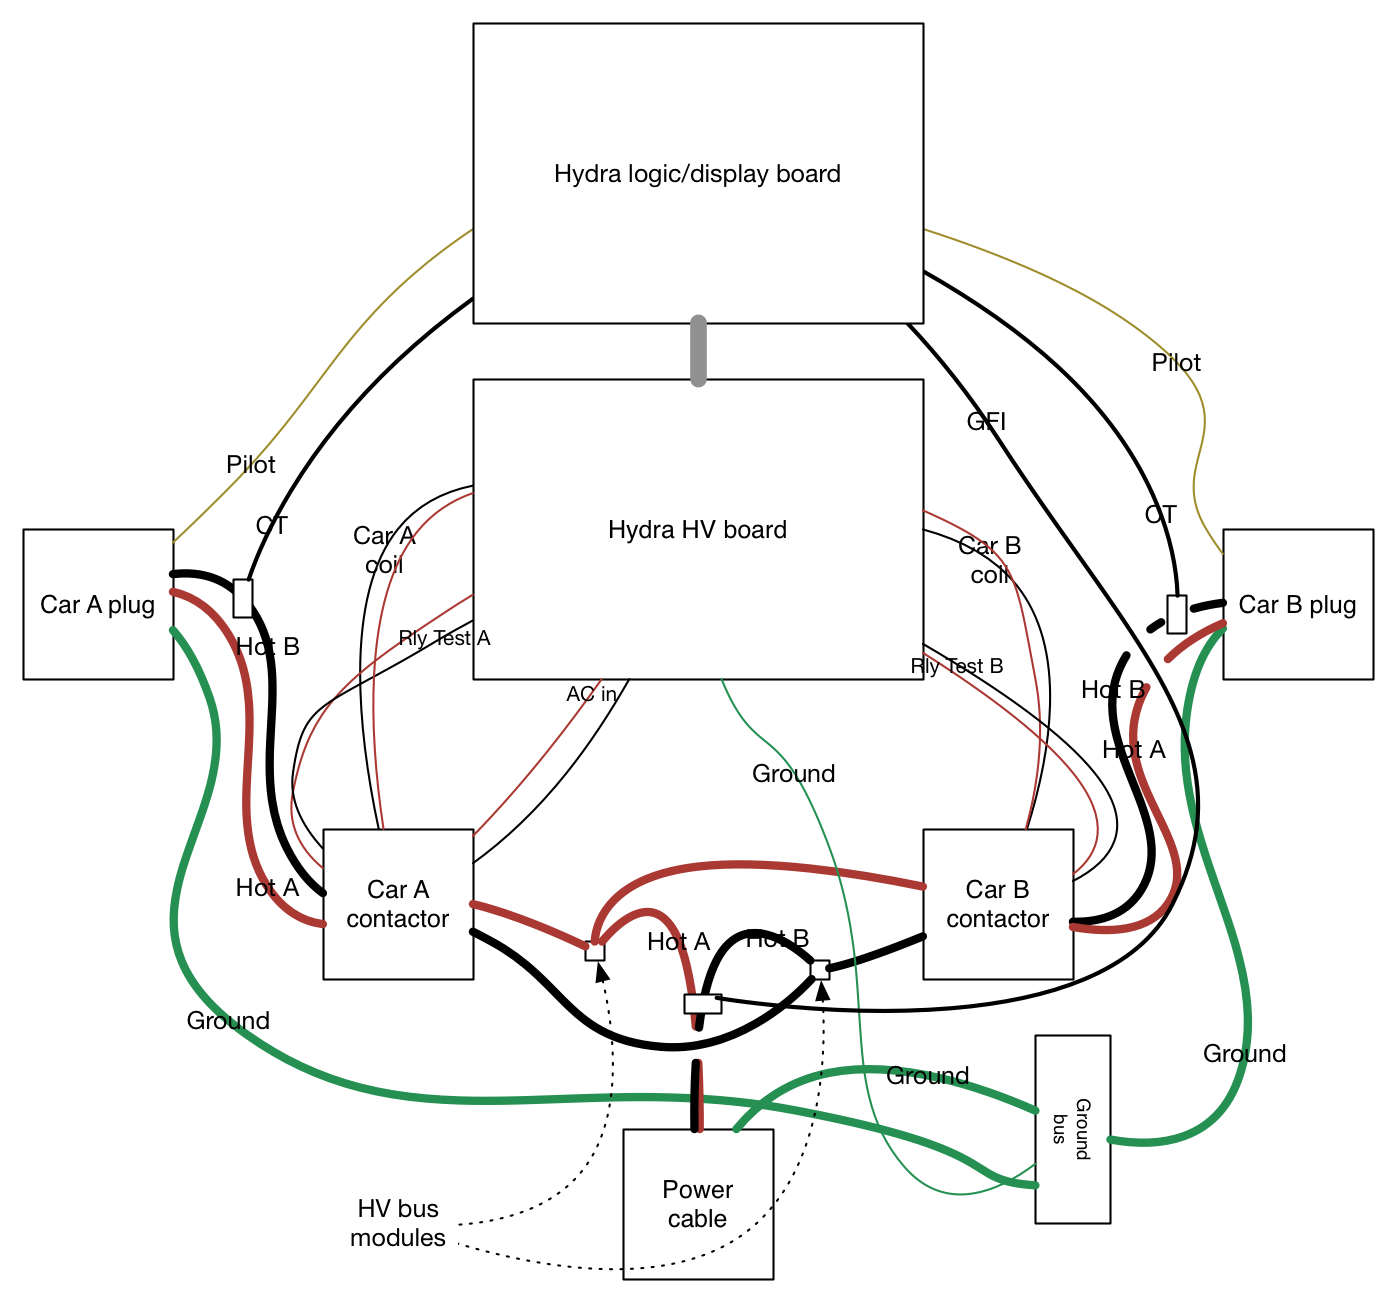 Hydra logic/display board
Pilot
GFI
Pilot
CT
CT
Car A
coil
Hydra HV board
Car B
coil
Car A plug
Car B plug
Hot B
Rly Test A
Rly Test B
AC in
Hot B
Hot A
Ground
Hot A
Car A
contactor
Car B
contactor
Hot A
Hot B
Ground
Ground
Ground
Ground
bus
Power
cable
HV bus
modules